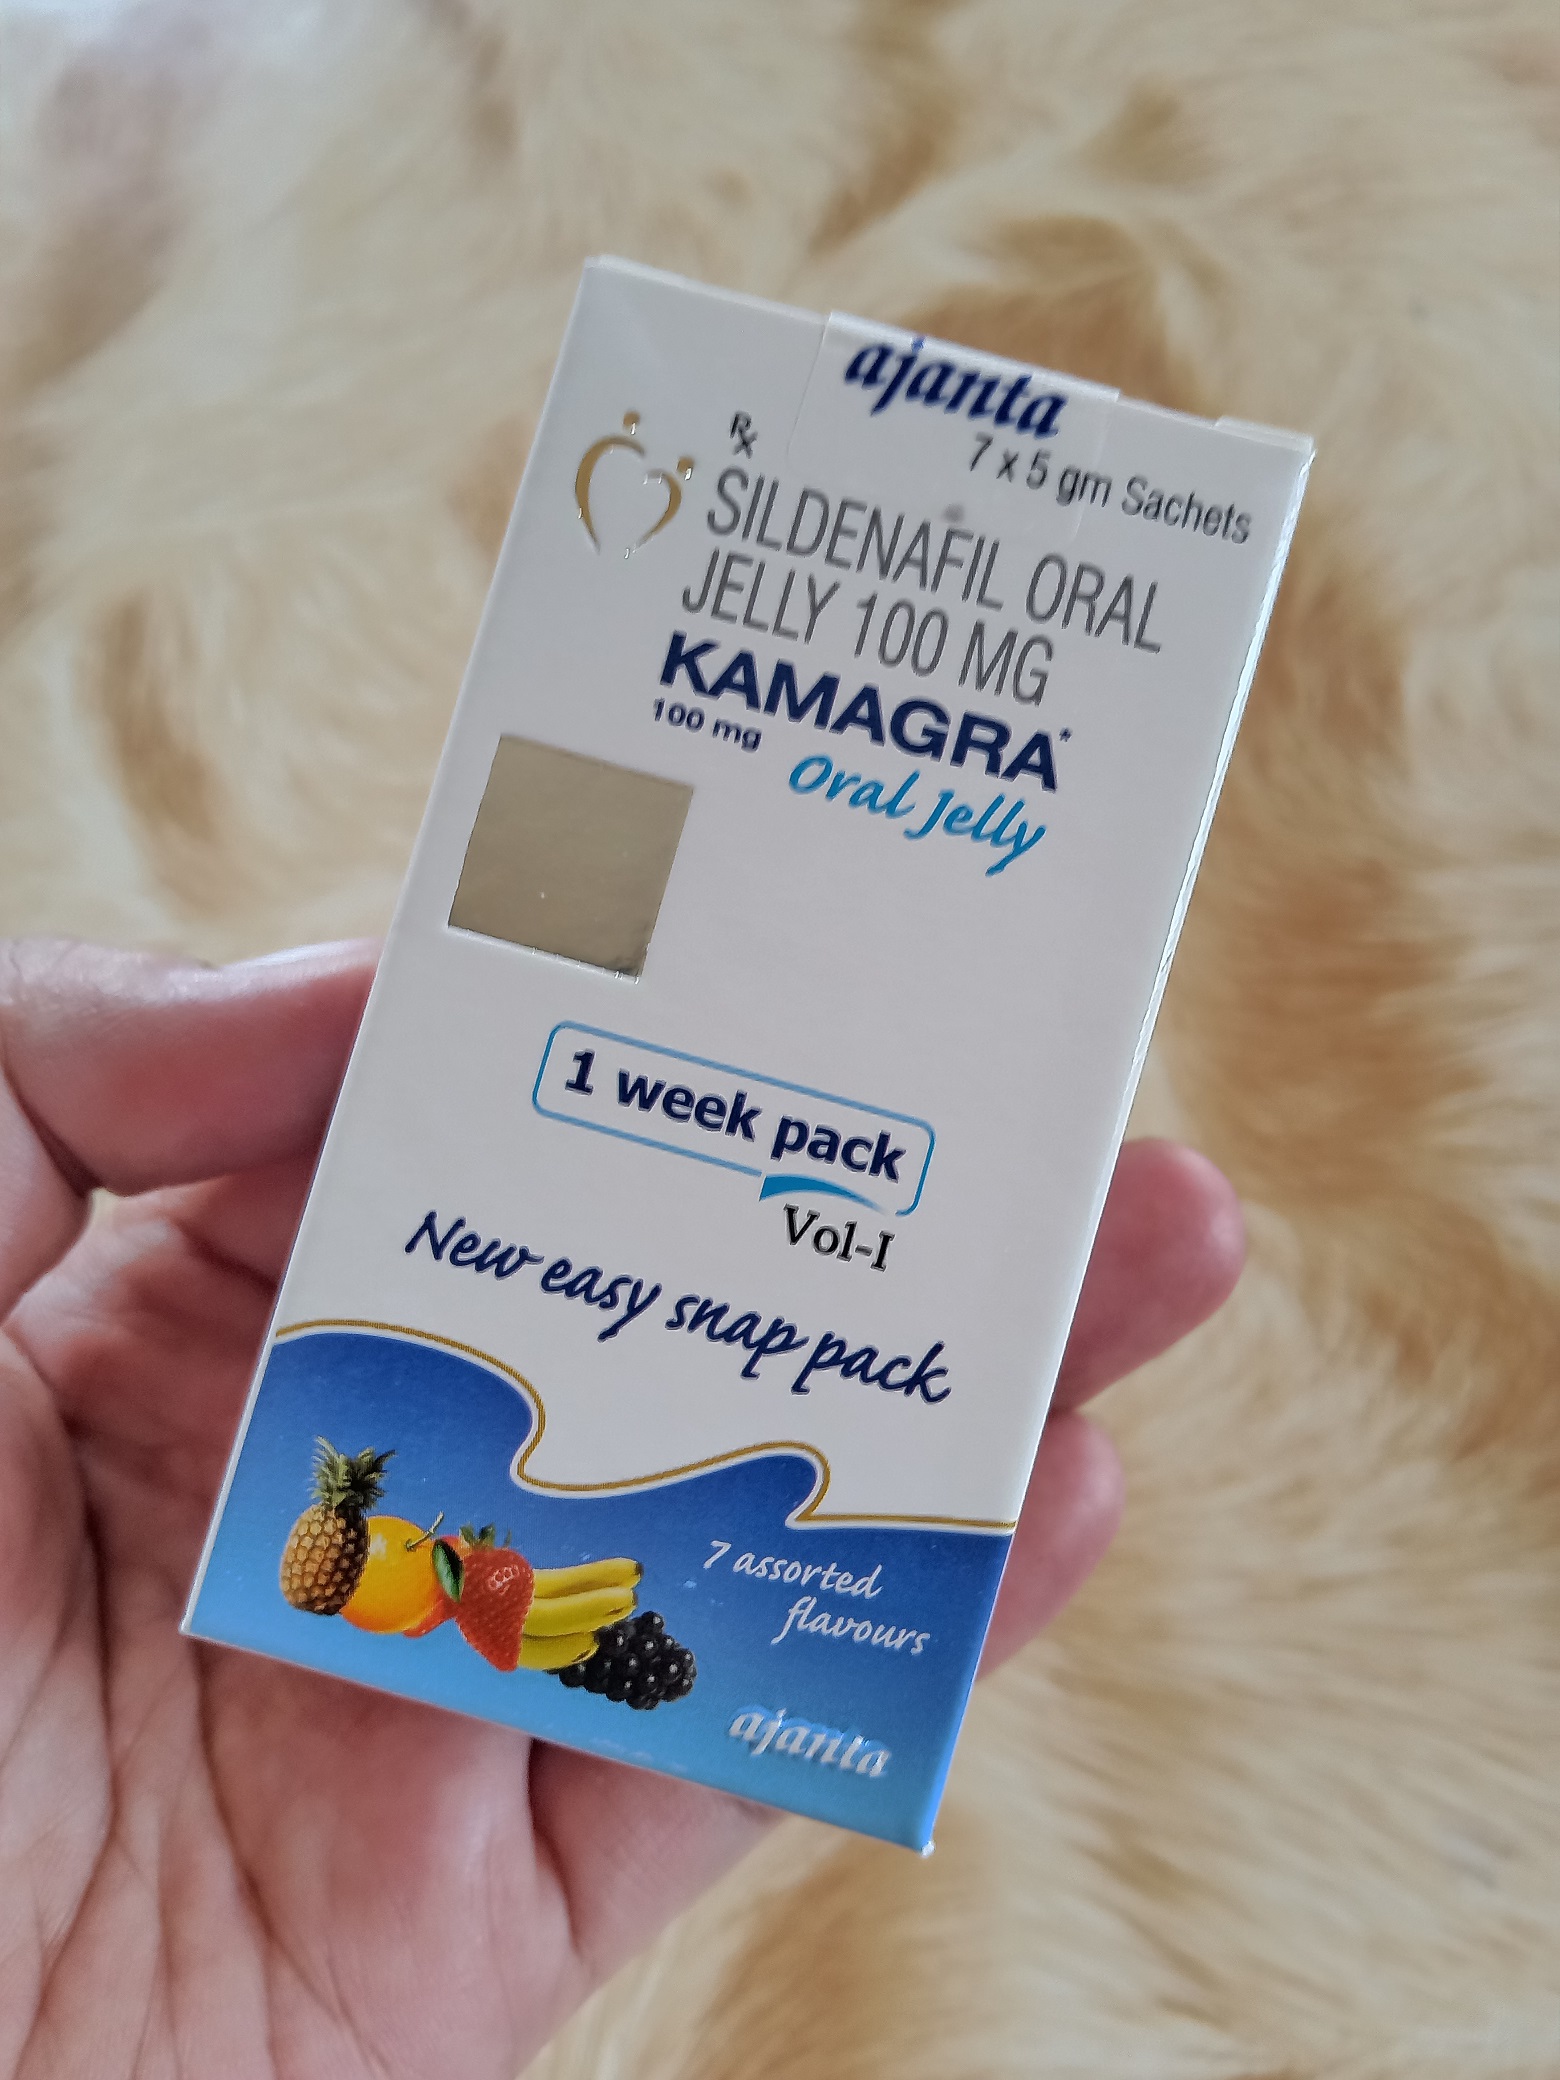 ajanta
7 x 5 gm Sachets
Rx
SILDENAFIL ORAL
JELLY 100 MG
KAMAGRA*
100 mg
Oral Jelly
1 week pack
Vol-I
New easy snap pack
7 assorted
flavours
ajanta